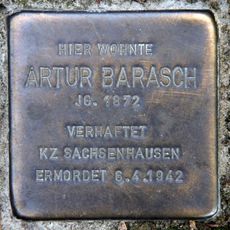 HIER WOHNTE
ARTUR BARASCH
JG. 1872
VERHAFTET
KZ SACHSENHAUSEN
ERMORDET 6.4.1942